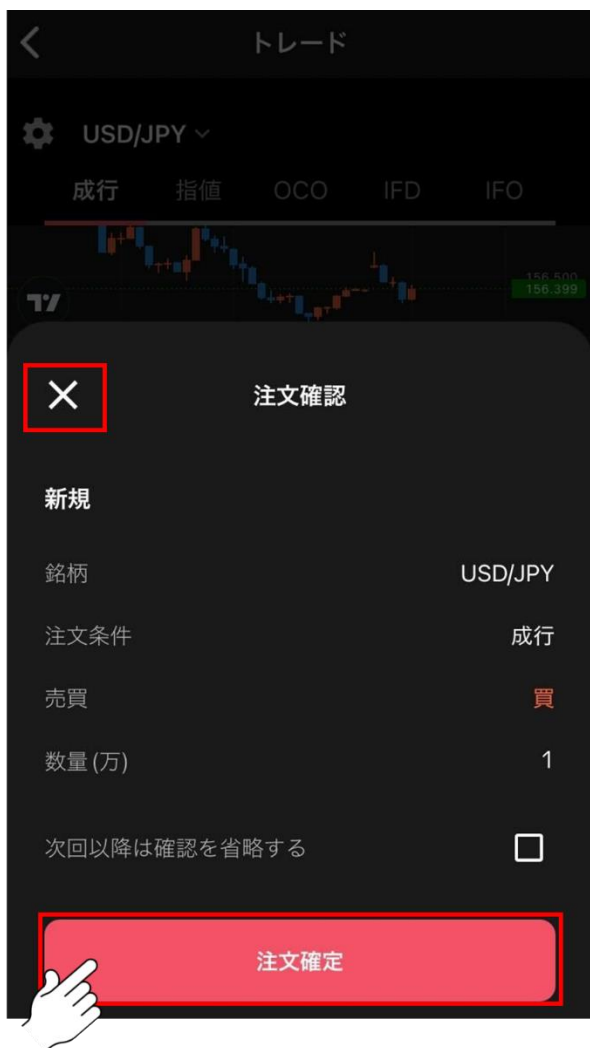 トレード
USD/JPY
成行 指値 OCO IFD IFO
156.500
156.399
注文確認
新規
銘柄 USD/JPY
注文条件 成行
売買 買
数量(万) 1
次回以降は確認を省略する
注文確定